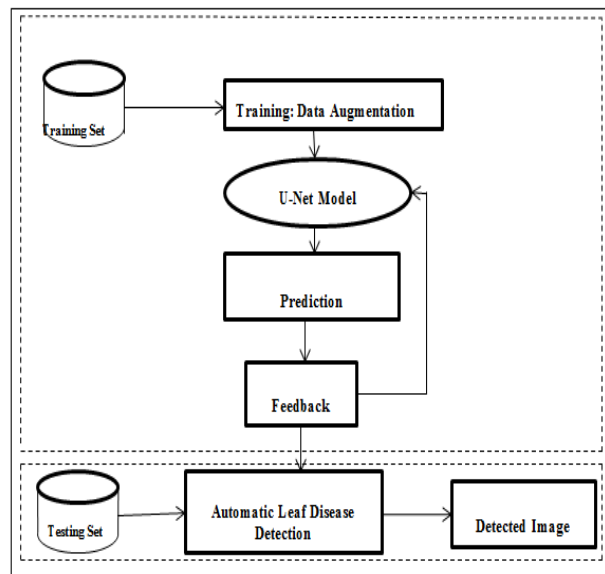 Training Set
Training: Data Augmentation
U-Net Model
Prediction
Feedback
Testing Set
Automatic Leaf Disease
Detection
Detected Image